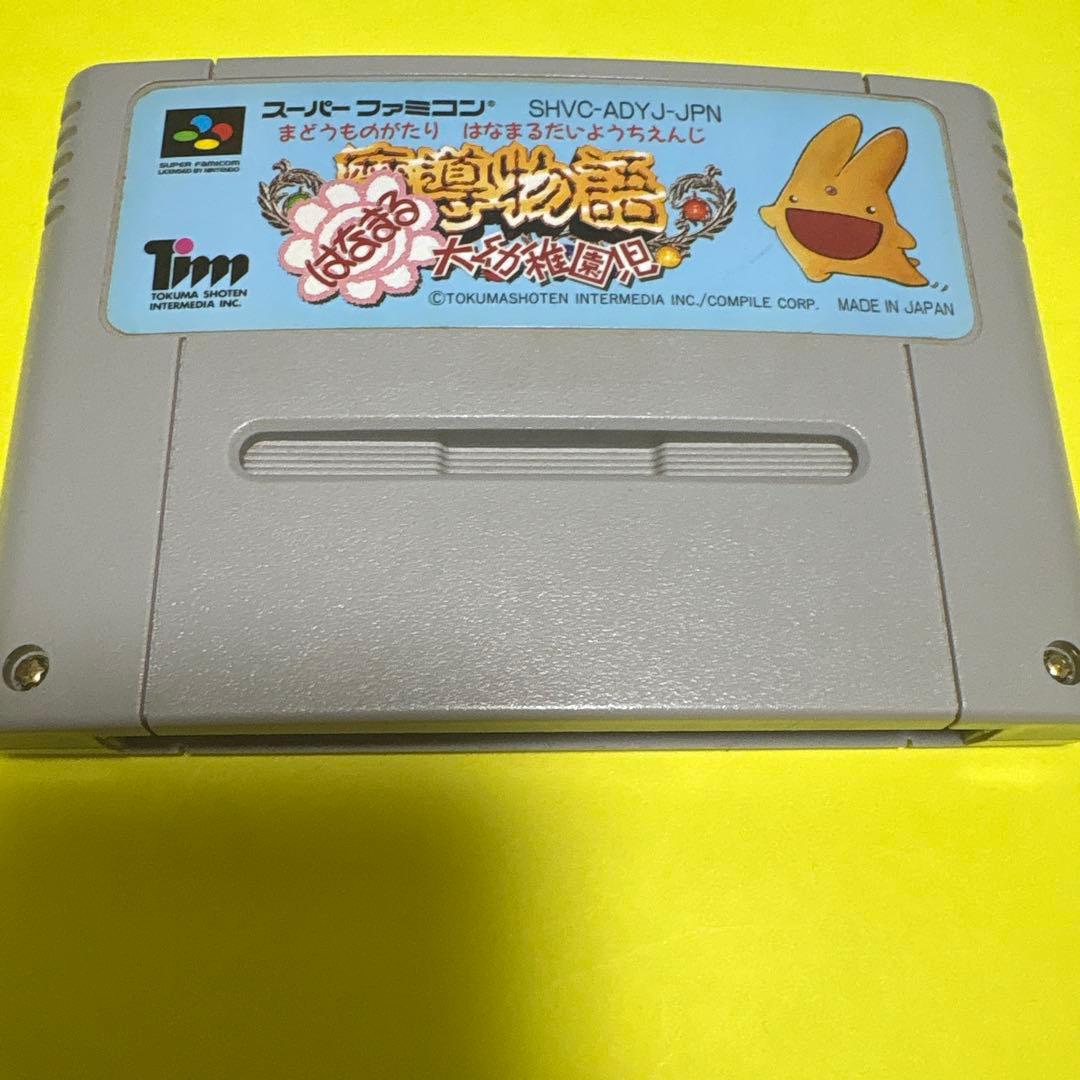 スーパーファミコン® SHVC-ADYJ-JPN
まどうものがたり はなまるだいようちえんじ
SUPER FAMICOM
LICENSED BY NINTENDO
魔導物語
はなまる
大幼稚園児
Tim
TOKUMA SHOTEN
INTERMEDIA INC.
©TOKUMASHOTEN INTERMEDIA INC./COMPILE CORP. MADE IN JAPAN